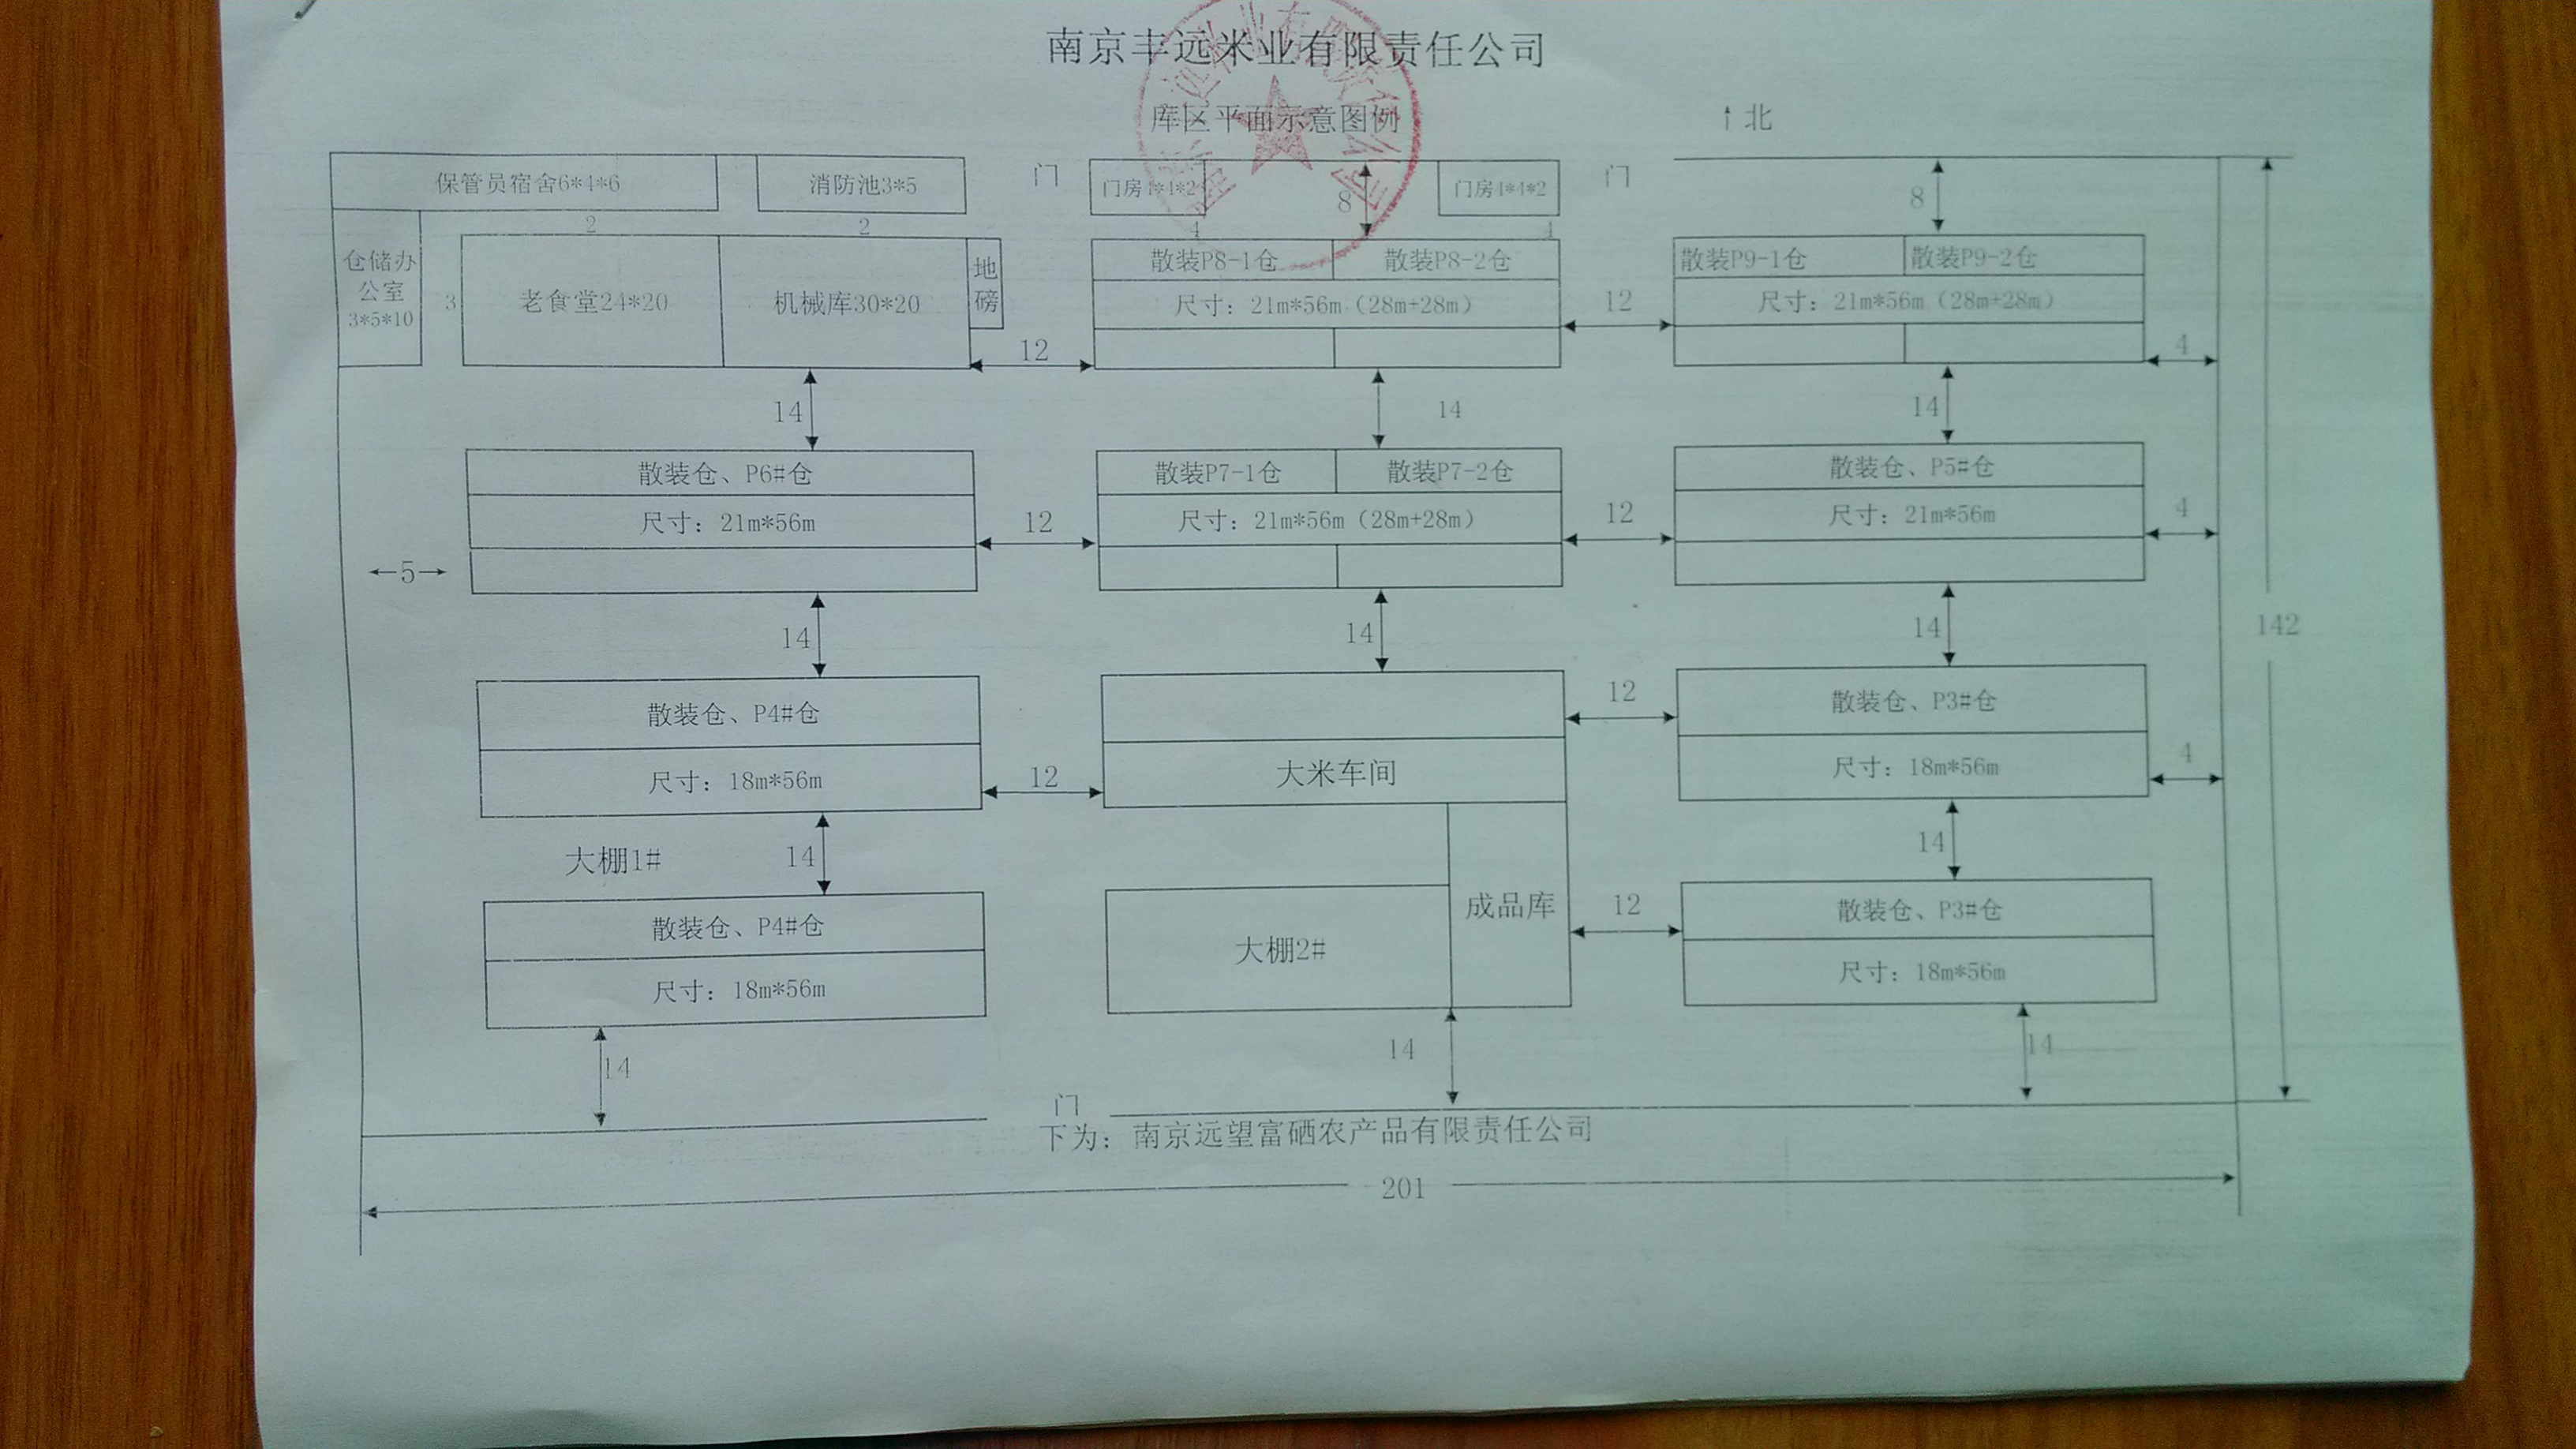 南京丰远米业有限责任公司
库区平面示意图例
↑北
保管员宿舍6*4*6
消防池3*5
门
门房4*4*2
8
门房4*4*2
门
8
2
2
4
4
仓储办
公室
3*5*10
3
老食堂24*20
机械库30*20
地
磅
12
散装P8-1仓
散装P8-2仓
尺寸：21m*56m（28m+28m）
12
散装P9-1仓
散装P9-2仓
尺寸：21m*56m（28m+28m）
4
14
14
14
散装仓、P6#仓
尺寸：21m*56m
12
散装P7-1仓
散装P7-2仓
尺寸：21m*56m（28m+28m）
12
散装仓、P5#仓
尺寸：21m*56m
4
←5→
14
14
14
142
散装仓、P4#仓
尺寸：18m*56m
12
大米车间
12
散装仓、P3#仓
尺寸：18m*56m
4
大棚1#
14
14
散装仓、P4#仓
尺寸：18m*56m
大棚2#
成品库
12
散装仓、P3#仓
尺寸：18m*56m
14
14
14
门
下为：南京远望富硒农产品有限责任公司
201